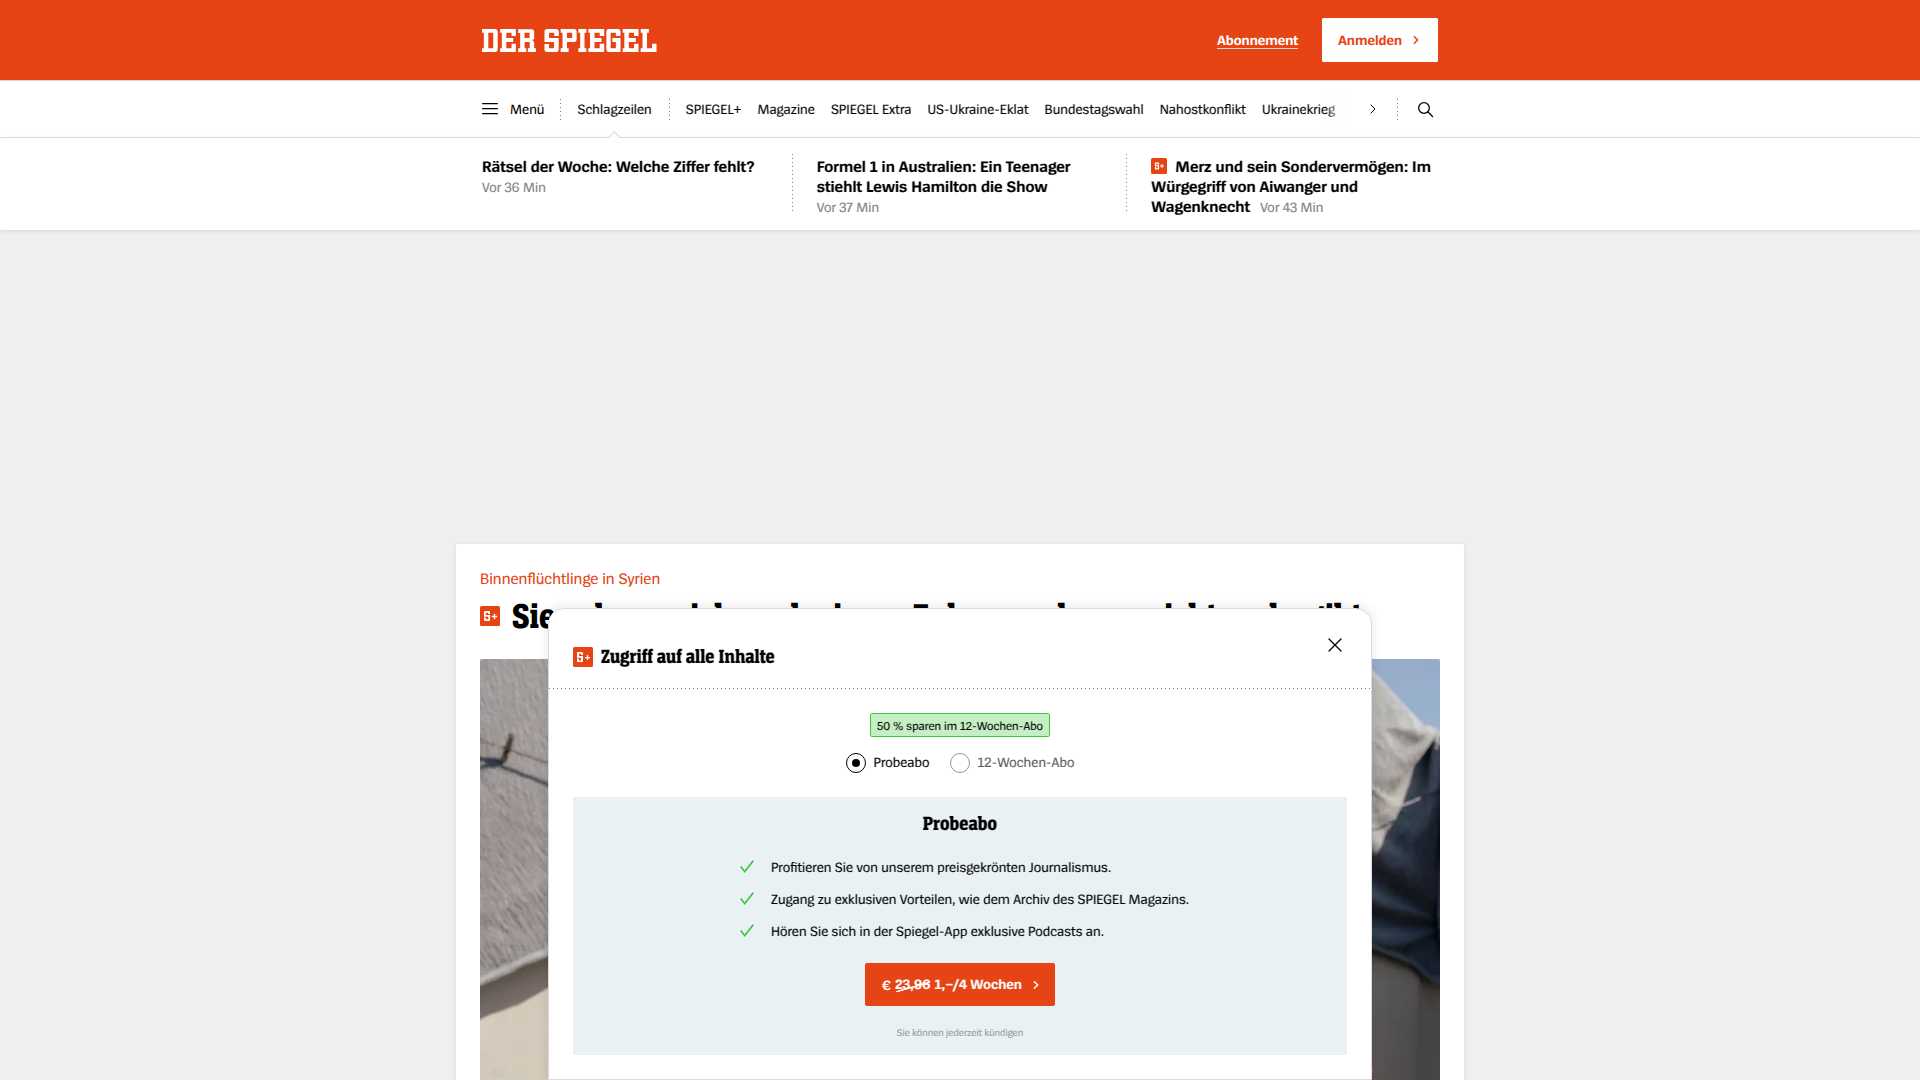 DER SPIEGEL
Abonnement
Anmelden
Menü
Schlagzeilen
SPIEGEL+
Magazine
SPIEGEL Extra
US-Ukraine-Eklat
Bundestagswahl
Nahostkonflikt
Ukrainekrieg
Rätsel der Woche: Welche Ziffer fehlt?
Vor 36 Min
Formel 1 in Australien: Ein Teenager
stiehlt Lewis Hamilton die Show
Vor 37 Min
S+ Merz und sein Sondervermögen: Im
Würgegriff von Aiwanger und
Wagenknecht Vor 43 Min
Binnenflüchtlinge in Syrien
S+ Sie
S+ Zugriff auf alle Inhalte
50 % sparen im 12-Wochen-Abo
Probeabo
12-Wochen-Abo
Probeabo
Profitieren Sie von unserem preisgekrönten Journalismus.
Zugang zu exklusiven Vorteilen, wie dem Archiv des SPIEGEL Magazins.
Hören Sie sich in der Spiegel-App exklusive Podcasts an.
€ 23,96 1,–/4 Wochen
Sie können jederzeit kündigen